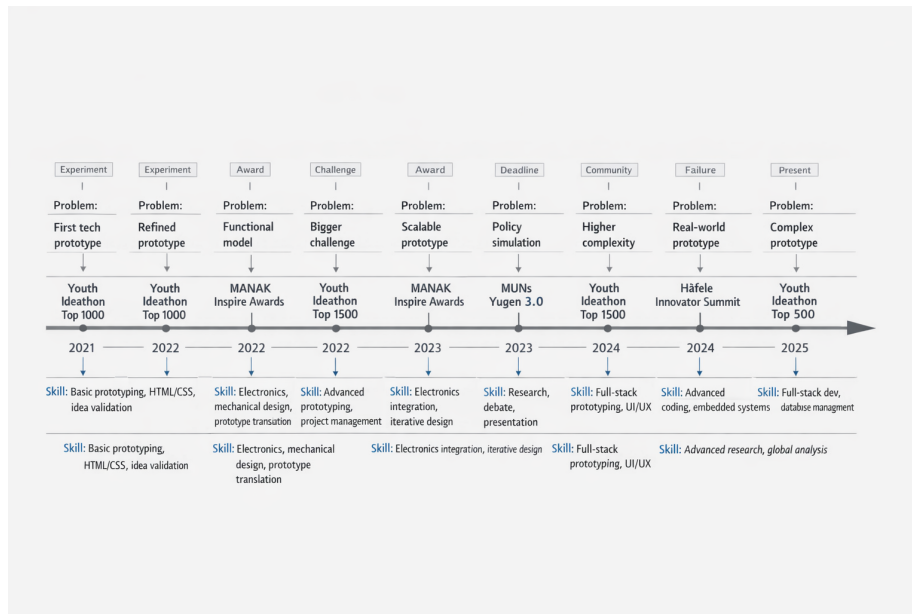 Experiment Experiment Award Challenge Award Deadline Community Failure Present
Problem: Problem: Problem: Problem: Problem: Problem: Problem: Problem: Problem:
First tech Refined Functional Bigger Scalable Policy Higher Real-world Complex
prototype prototype model challenge prototype simulation complexity prototype prototype
Youth Youth MANAK Youth MANAK MUNs Youth Häfele Youth
Ideathon Ideathon Inspire Awards Ideathon Inspire Awards Yugen 3.0 Ideathon Innovator Summit Ideathon
Top 1000 Top 1000 Top 1500 Top 1500 Top 500
2021 2022 2022 2022 2023 2023 2024 2024 2025
Skill: Basic prototyping, HTML/CSS, Skill: Electronics, Skill: Advanced Skill: Electronics Skill: Research, Skill: Full-stack Skill: Advanced Skill: Full-stack dev,
idea validation mechanical design, prototyping, integration, debate, prototyping, UI/UX coding, embedded systems databse managment
prototype transation project management iterative design presentation
Skill: Basic prototyping, Skill: Electronics, mechanical Skill: Electronics integration, iterative design Skill: Full-stack Skill: Advanced research, global analysis
HTML/CSS, idea validation design, prototype prototyping, UI/UX
translation